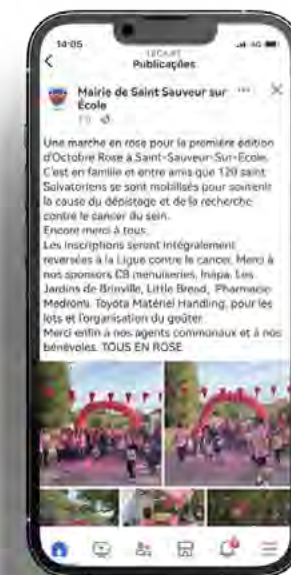 14:05
4G
Publicações
Mairie de Saint Sauveur sur
École
Une marche en rose pour la première édition
d'Octobre Rose à Saint-Sauveur-Sur-Ecole.
C'est en famille et entre amis que 120 saint
Salvatoriens se sont mobilisés pour soutenir
la cause du dépistage et de la recherche
contre le cancer du sein.
Encore merci à tous.
Les inscriptions seront intégralement
reversées à la Ligue contre le cancer. Merci à
nos sponsors CB menuiseries, Inapa, Les
Jardins de Brinville, Little Bread, Pharmacie
Medroms, Toyota Matériel Handling, pour les
lots et l'organisation du goûter.
Merci enfin à nos agents communaux et à nos
bénévoles. TOUS EN ROSE